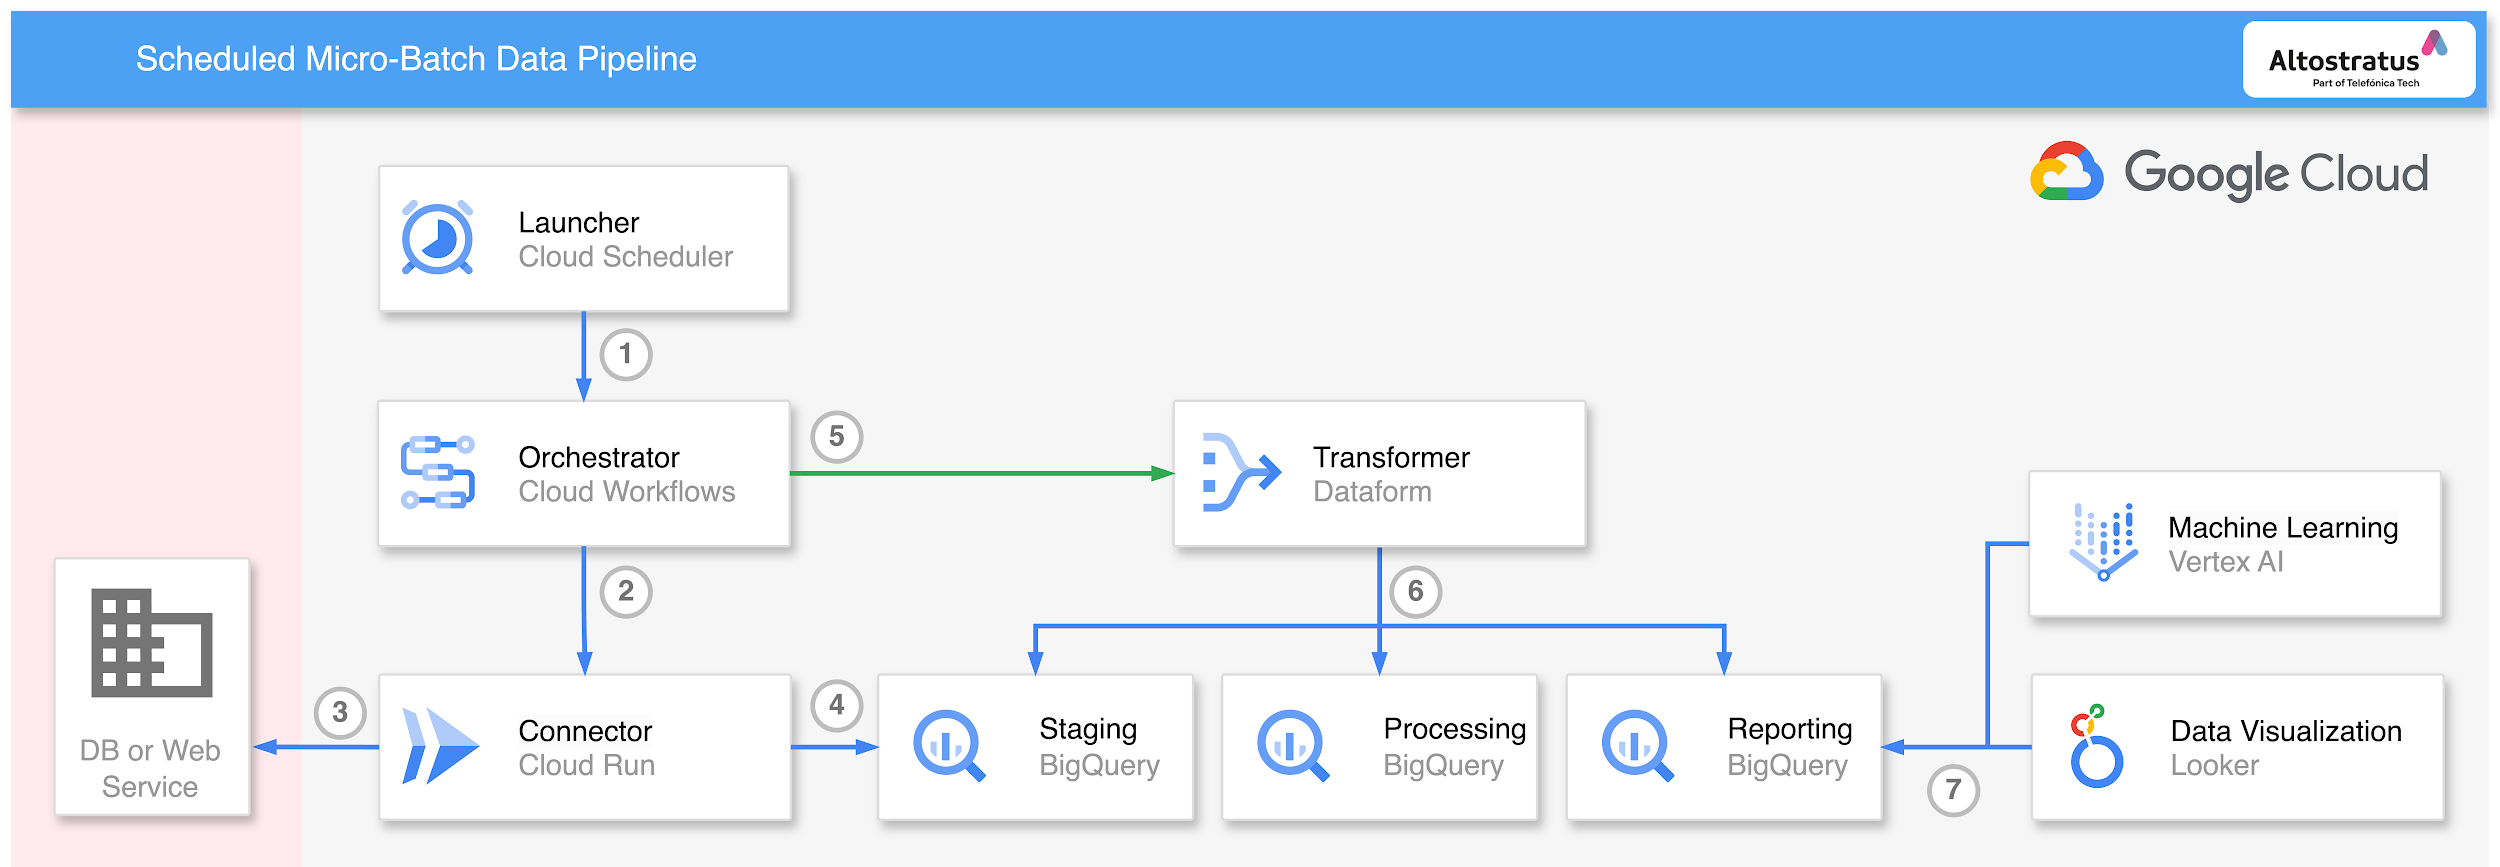 Scheduled Micro-Batch Data Pipeline
Altostratus
Part of Telefónica Tech
Google Cloud
Launcher
Cloud Scheduler
1
Orchestrator
Cloud Workflows
5
Transformer
Dataform
Machine Learning
Vertex AI
2
6
DB or Web
Service
3
Connector
Cloud Run
4
Staging
BigQuery
Processing
BigQuery
Reporting
BigQuery
7
Data Visualization
Looker